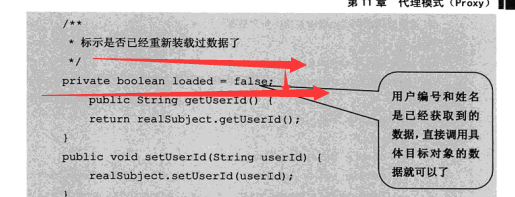 第 11 章 代理模式（Proxy）
/**
* 标示是否已经重新装载过数据了
*/
private boolean loaded = false;
public String getUserId() {
return realSubject.getUserId();
}
public void setUserId(String userId) {
realSubject.setUserId(userId);
}
用户编号和姓名
是已经获取到的
数据，直接调用具
体目标对象的数
据就可以了